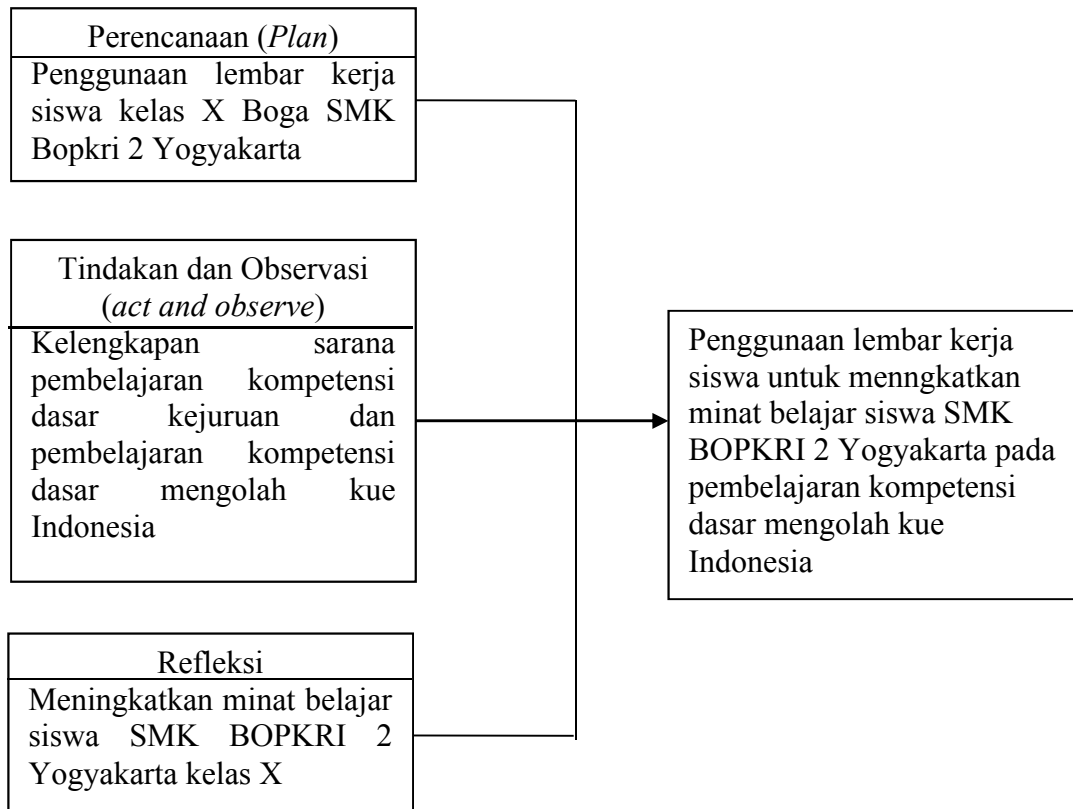 Perencanaan (Plan)
Penggunaan lembar kerja
siswa kelas X Boga SMK
Bopkri 2 Yogyakarta
Tindakan dan Observasi
(act and observe)
Kelengkapan sarana
pembelajaran kompetensi
dasar kejuruan dan
pembelajaran kompetensi
dasar mengolah kue
Indonesia
Refleksi
Meningkatkan minat belajar
siswa SMK BOPKRI 2
Yogyakarta kelas X
Penggunaan lembar kerja
siswa untuk menngkatkan
minat belajar siswa SMK
BOPKRI 2 Yogyakarta pada
pembelajaran kompetensi
dasar mengolah kue
Indonesia